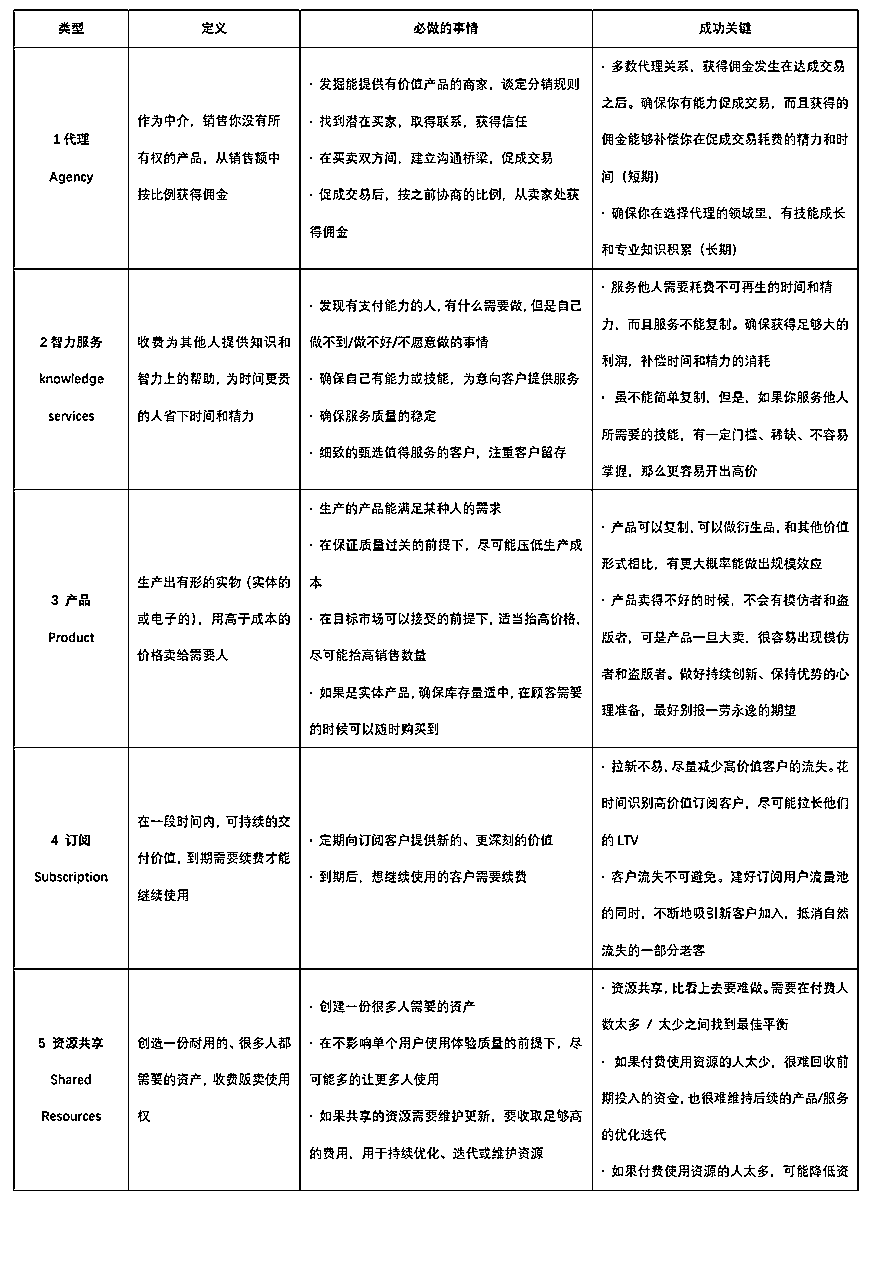 类型
定义
必做的事情
成功关键
1代理
Agency
作为中介，销售你没有所
有权的产品，从销售额中
按比例获得佣金
· 发掘能提供有价值产品的商家，谈定分销规则
· 找到潜在买家，取得联系，获得信任
· 在买卖双方间，建立沟通桥梁，促成交易
· 促成交易后，按之前协商的比例，从卖家处获
得佣金
· 多数代理关系，获得佣金发生在达成交易
之后。确保你有能力促成交易，而且获得的
佣金能够补偿你在促成交易耗费的精力和时
间（短期）
· 确保你在选择代理的领域里，有技能成长
和专业知识积累（长期）
2智力服务
knowledge
services
收费为其他人提供知识和
智力上的帮助，为时间更贵
的人省下时间和精力
· 发现有支付能力的人，有什么需要做，但是自己
做不到/做不好/不愿意做的事情
· 确保自己有能力或技能，为意向客户提供服务
· 确保服务质量的稳定
· 细致的甄选值得服务的客户，注重客户留存
· 服务他人需要耗费不可再生的时间和精
力，而且服务不能复制。确保获得足够大的
利润，补偿时间和精力的消耗
· 虽不能简单复制，但是，如果你服务他人
所需要的技能，有一定门槛、稀缺、不容易
掌握，那么更容易开出高价
3 产品
Product
生产出有形的实物（实体的
或电子的），用高于成本的
价格卖给需要人
· 生产的产品能满足某种人的需求
· 在保证质量过关的前提下，尽可能压低生产成
本
· 在目标市场可以接受的前提下，适当抬高价格，
尽可能抬高销售数量
· 如果是实体产品，确保库存量适中，在顾客需要
的时候可以随时购买到
· 产品可以复制，可以做衍生品，和其他价值
形式相比，有更大概率能做出规模效应
· 产品卖得不好的时候，不会有模仿者和盗
版者，可是产品一旦大卖，很容易出现模仿
者和盗版者。做好持续创新、保持优势的心
理准备，最好别报一劳永逸的期望
4 订阅
Subscription
在一段时间内，可持续的交
付价值，到期需要续费才能
继续使用
· 定期向订阅客户提供新的、更深刻的价值
· 到期后，想继续使用的客户需要续费
· 拉新不易，尽量减少高价值客户的流失。花
时间识别高价值订阅客户，尽可能拉长他们
的 LTV
· 客户流失不可避免。建好订阅用户流量池
的同时，不断地吸引新客户加入，抵消自然
流失的一部分老客
5 资源共享
Shared
Resources
创造一份耐用的、很多人都
需要的资产，收费贩卖使用
权
· 创建一份很多人需要的资产
· 在不影响单个用户使用体验质量的前提下，尽
可能多的让更多人使用
· 如果共享的资源需要维护更新，要收取足够高
的费用，用于持续优化、迭代或维护资源
· 资源共享，比看上去要难做。需要在付费人
数太多 / 太少之间找到最佳平衡
· 如果付费使用资源的人太少，很难回收前
期投入的资金，也很难维持后续的产品/服务
的优化迭代
· 如果付费使用资源的人太多，可能降低资